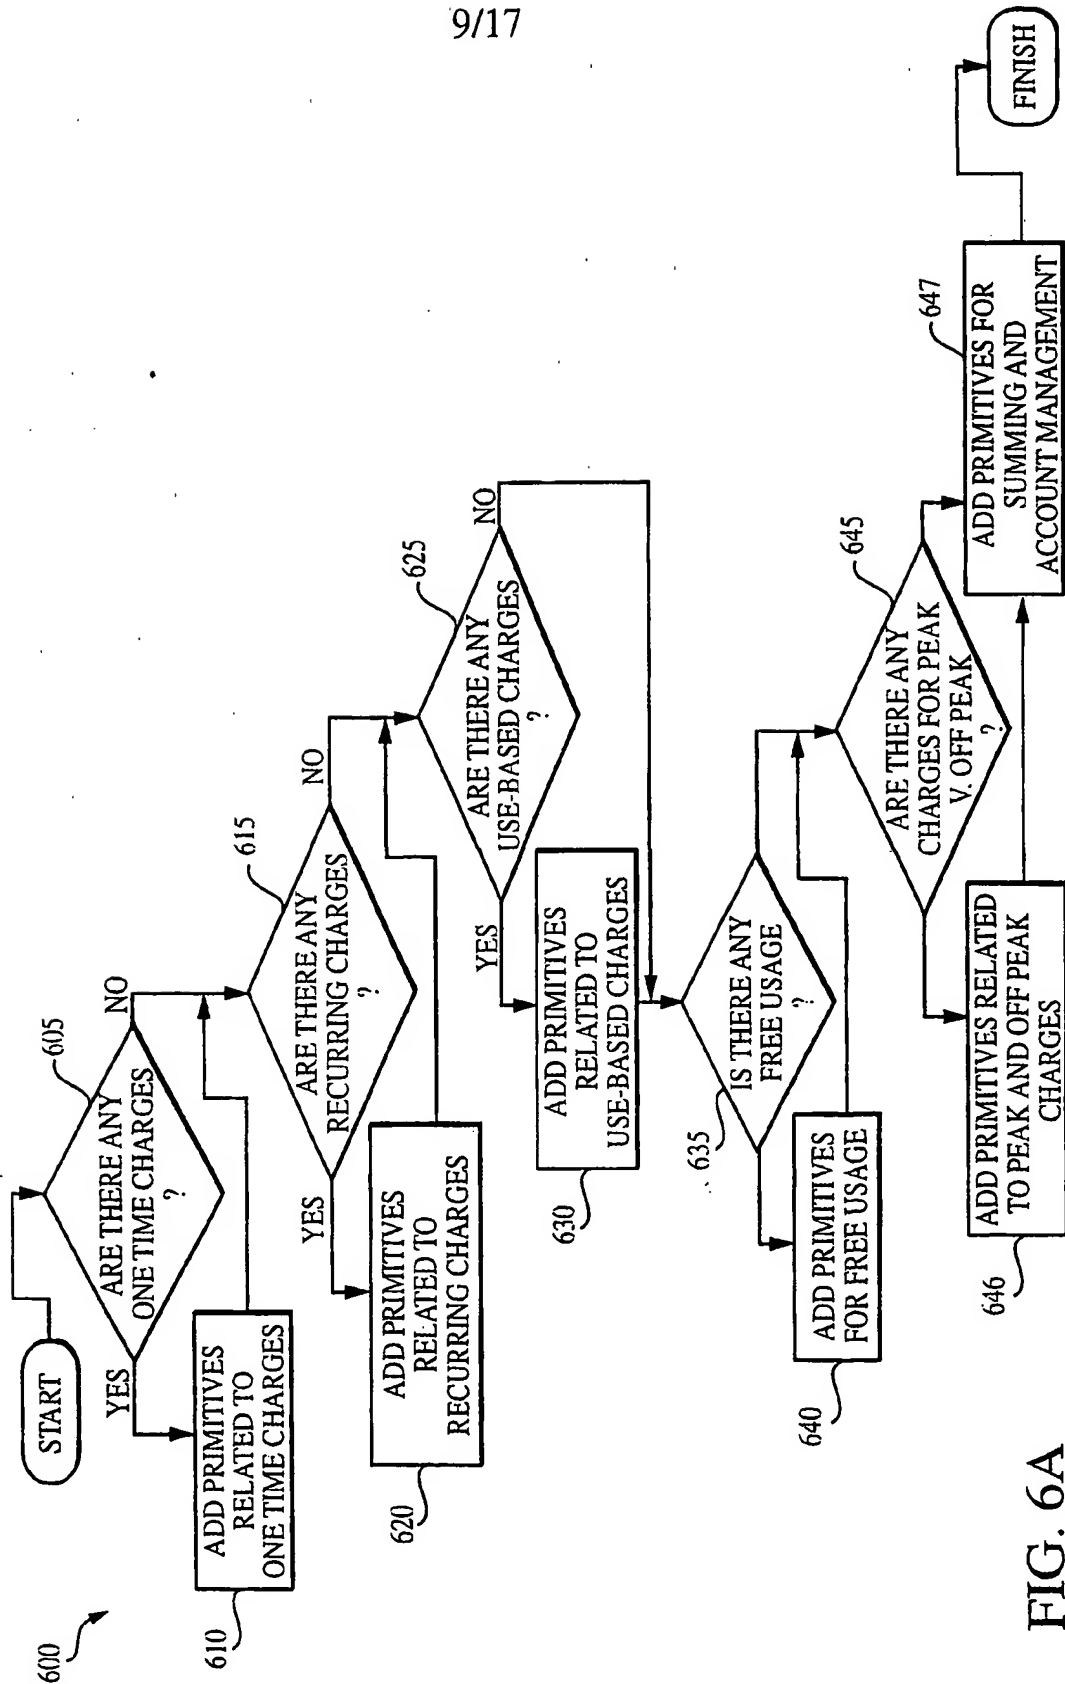 9/17
600
START
605
ARE THERE ANY
ONE TIME CHARGES
?
YES
NO
610
ADD PRIMITIVES
RELATED TO
ONE TIME CHARGES
615
ARE THERE ANY
RECURRING CHARGES
?
YES
NO
620
ADD PRIMITIVES
RELATED TO
RECURRING CHARGES
625
ARE THERE ANY
USE-BASED CHARGES
?
YES
NO
630
ADD PRIMITIVES
RELATED TO
USE-BASED CHARGES
635
IS THERE ANY
FREE USAGE
?
640
ADD PRIMITIVES
FOR FREE USAGE
645
ARE THERE ANY
CHARGES FOR PEAK
V. OFF PEAK
?
646
ADD PRIMITIVES RELATED
TO PEAK AND OFF PEAK
CHARGES
647
ADD PRIMITIVES FOR
SUMMING AND
ACCOUNT MANAGEMENT
FINISH
FIG. 6A